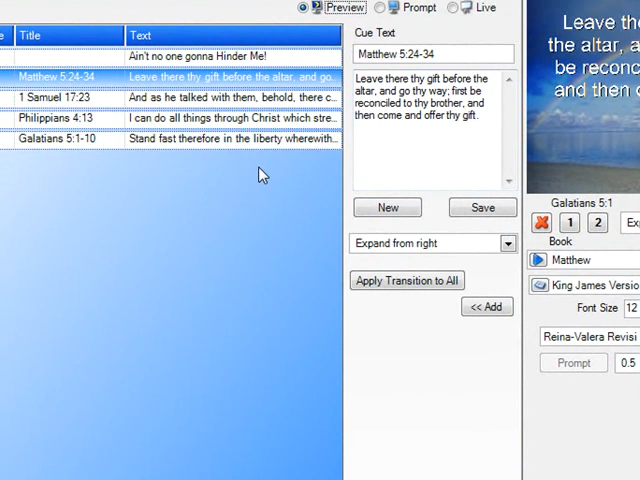 Preview Prompt Live
e Title Text
Ain't no one gonna Hinder Me!
Matthew 5:24-34 Leave there thy gift before the altar, and go..
1 Samuel 17:23 And as he talked with them, behold, there c...
Philippians 4:13 I can do all things through Christ which stre...
Galatians 5:1-10 Stand fast therefore in the liberty wherewith...
Cue Text
Matthew 5:24-34
Leave there thy gift before the
altar, and go thy way; first be
reconciled to thy brother, and
then come and offer thy gift.
New Save
Expand from right
Apply Transition to All
<< Add
Leave the
the altar, a
be reconc
and then
Galatians 5:1
1 2 Ex
Book
Matthew
King James Versio
Font Size 12
Reina-Valera Revisi
Prompt 0.5